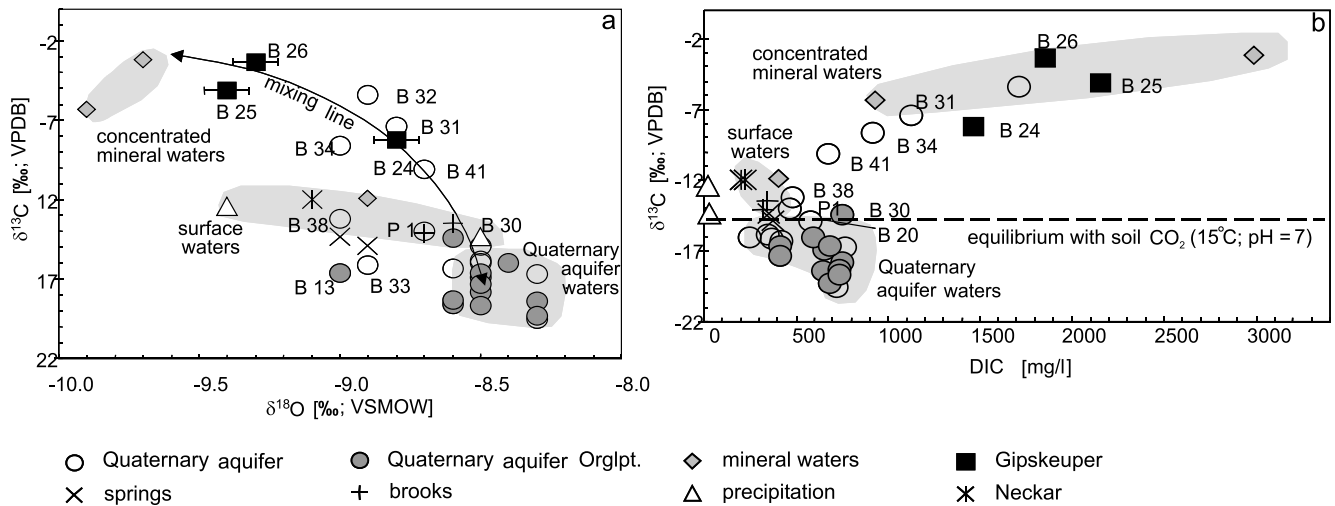 a
-2
-7
12
17
22
δ13C [‰; VPDB]
B 26
B 25
mixing line
B 32
B 31
B 34
B 24
B 41
concentrated
mineral waters
surface
waters
B 38
P 1
B 30
B 13
B 33
Quaternary
aquifer
waters
-10.0
-9.5
-9.0
-8.5
-8.0
δ18O [‰; VSMOW]
b
-2
-7
-12
-17
-22
δ13C [‰; VPDB]
concentrated
mineral waters
B 26
B 25
B 31
B 24
B 34
B 41
surface
waters
B 38
P1
B 30
B 20
equilibrium with soil CO2 (15°C; pH = 7)
Quaternary
aquifer waters
0
500
1000
1500
2000
2500
3000
DIC [mg/l]
Quaternary aquifer
Quaternary aquifer Orglpt.
mineral waters
Gipskeuper
springs
brooks
precipitation
Neckar